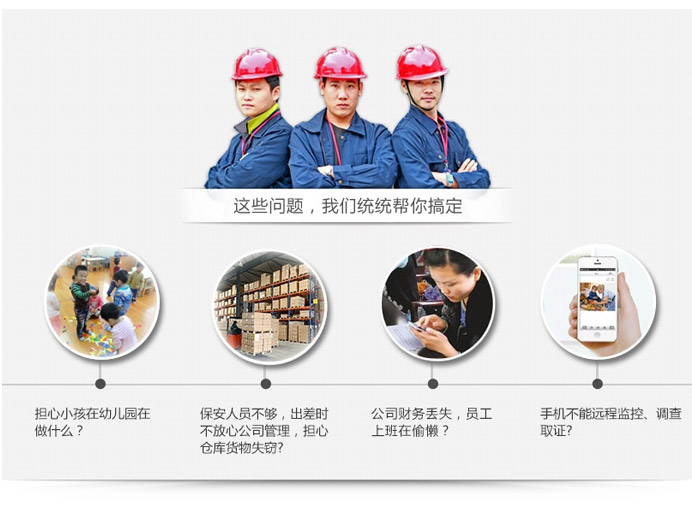 这些问题，我们统统帮你搞定
担心小孩在幼儿园在
做什么？
保安人员不够，出差时
不放心公司管理，担心
仓库货物失窃?
公司财务丢失，员工
上班在偷懒？
手机不能远程监控、调查
取证?